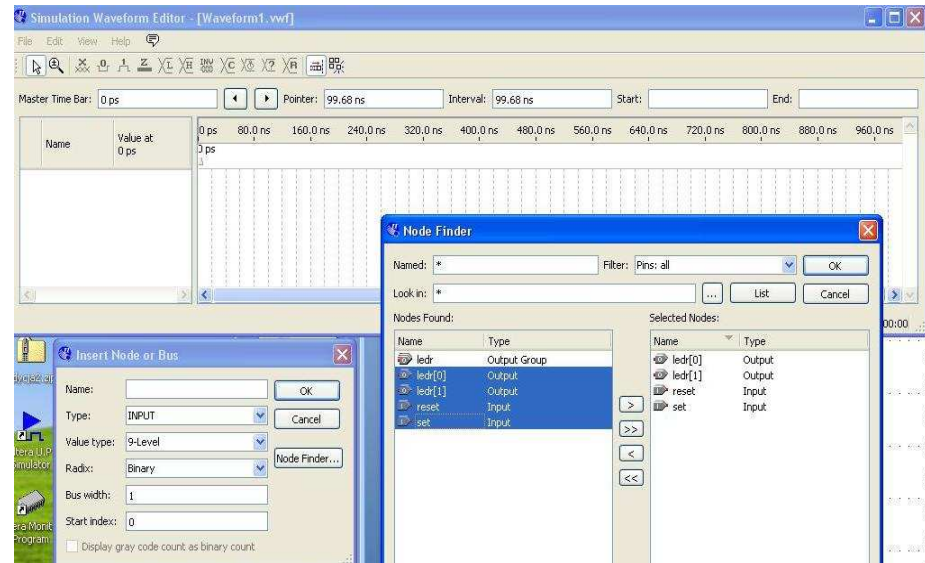 Simulation Waveform Editor - [Waveform1.vwf]
File Edit View Help
Master Time Bar: 0 ps Pointer: 99.68 ns Interval: 99.68 ns Start: End:
Name Value at 0 ps
0 ps 80.0 ns 160.0 ns 240.0 ns 320.0 ns 400.0 ns 480.0 ns 560.0 ns 640.0 ns 720.0 ns 800.0 ns 880.0 ns 960.0 ns
0 ps
Node Finder
Named: * Filter: Pins: all OK
Look in: * ... List Cancel
Nodes Found: Selected Nodes:
Name Type Name Type
ledr Output Group ledr[0] Output
ledr[0] Output ledr[1] Output
ledr[1] Output reset Input
reset Input set Input
set Input
>
>>
<
<<
00:00
Insert Node or Bus
Name: OK
Type: INPUT Cancel
Value type: 9-Level
Node Finder...
Radix: Binary
Bus width: 1
Start index: 0
Display gray code count as binary count
tera U.P
imulator
era Monit
Program